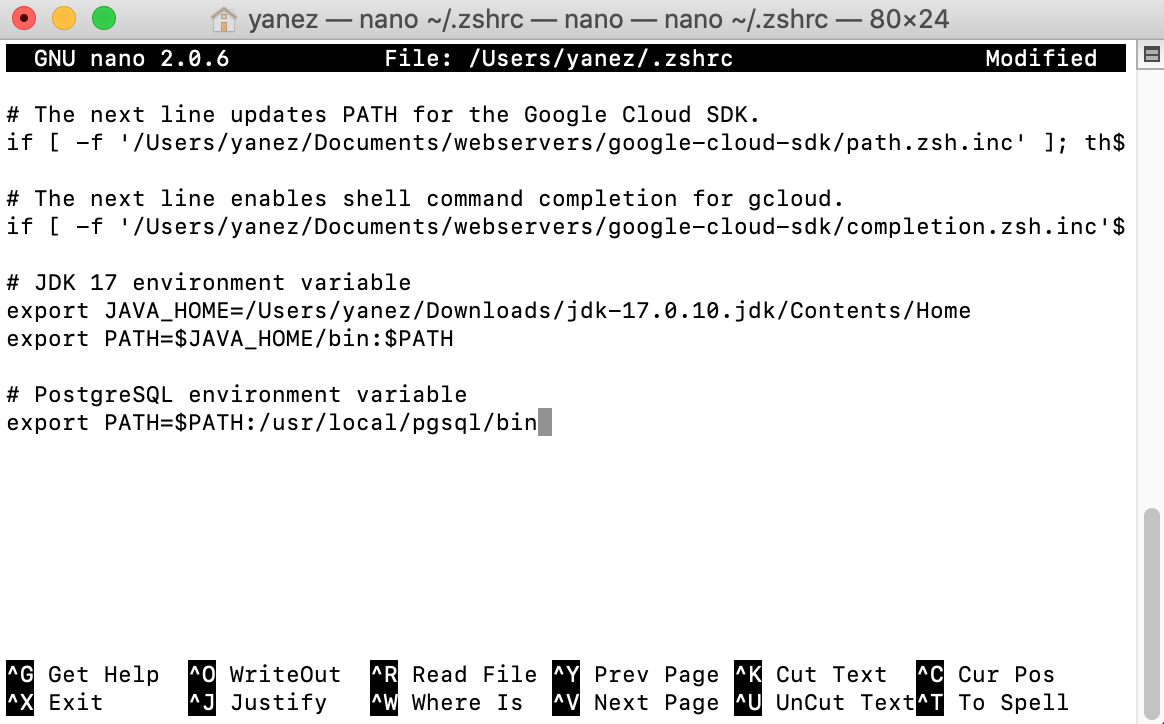 yanez — nano ~/.zshrc — nano — nano ~/.zshrc — 80×24
GNU nano 2.0.6 File: /Users/yanez/.zshrc Modified
# The next line updates PATH for the Google Cloud SDK.
if [ -f '/Users/yanez/Documents/webservers/google-cloud-sdk/path.zsh.inc' ]; th$
# The next line enables shell command completion for gcloud.
if [ -f '/Users/yanez/Documents/webservers/google-cloud-sdk/completion.zsh.inc'$
# JDK 17 environment variable
export JAVA_HOME=/Users/yanez/Downloads/jdk-17.0.10.jdk/Contents/Home
export PATH=$JAVA_HOME/bin:$PATH
# PostgreSQL environment variable
export PATH=$PATH:/usr/local/pgsql/bin
^G Get Help ^O WriteOut ^R Read File ^Y Prev Page ^K Cut Text ^C Cur Pos
^X Exit ^J Justify ^W Where Is ^V Next Page ^U UnCut Text^T To Spell